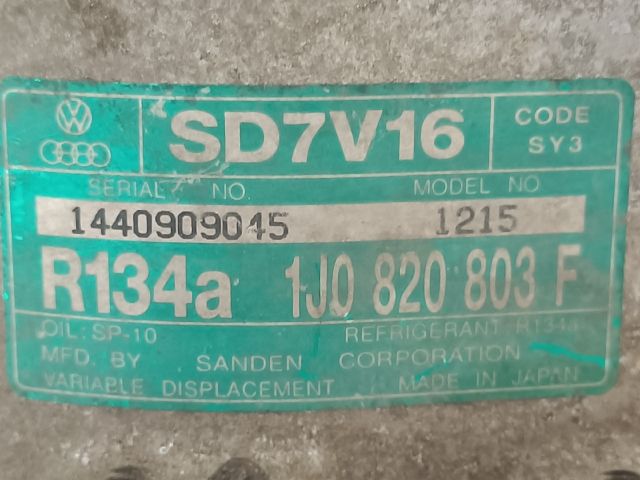 SD7V16
CODE
SY3
SERIAL NO.
MODEL NO
1440909045 1215
R134a 1J0 820 803 F
OIL: SP-10 REFRIGERANT R134a
MFD. BY SANDEN CORPORATION
VARIABLE DISPLACEMENT MADE IN JAPAN